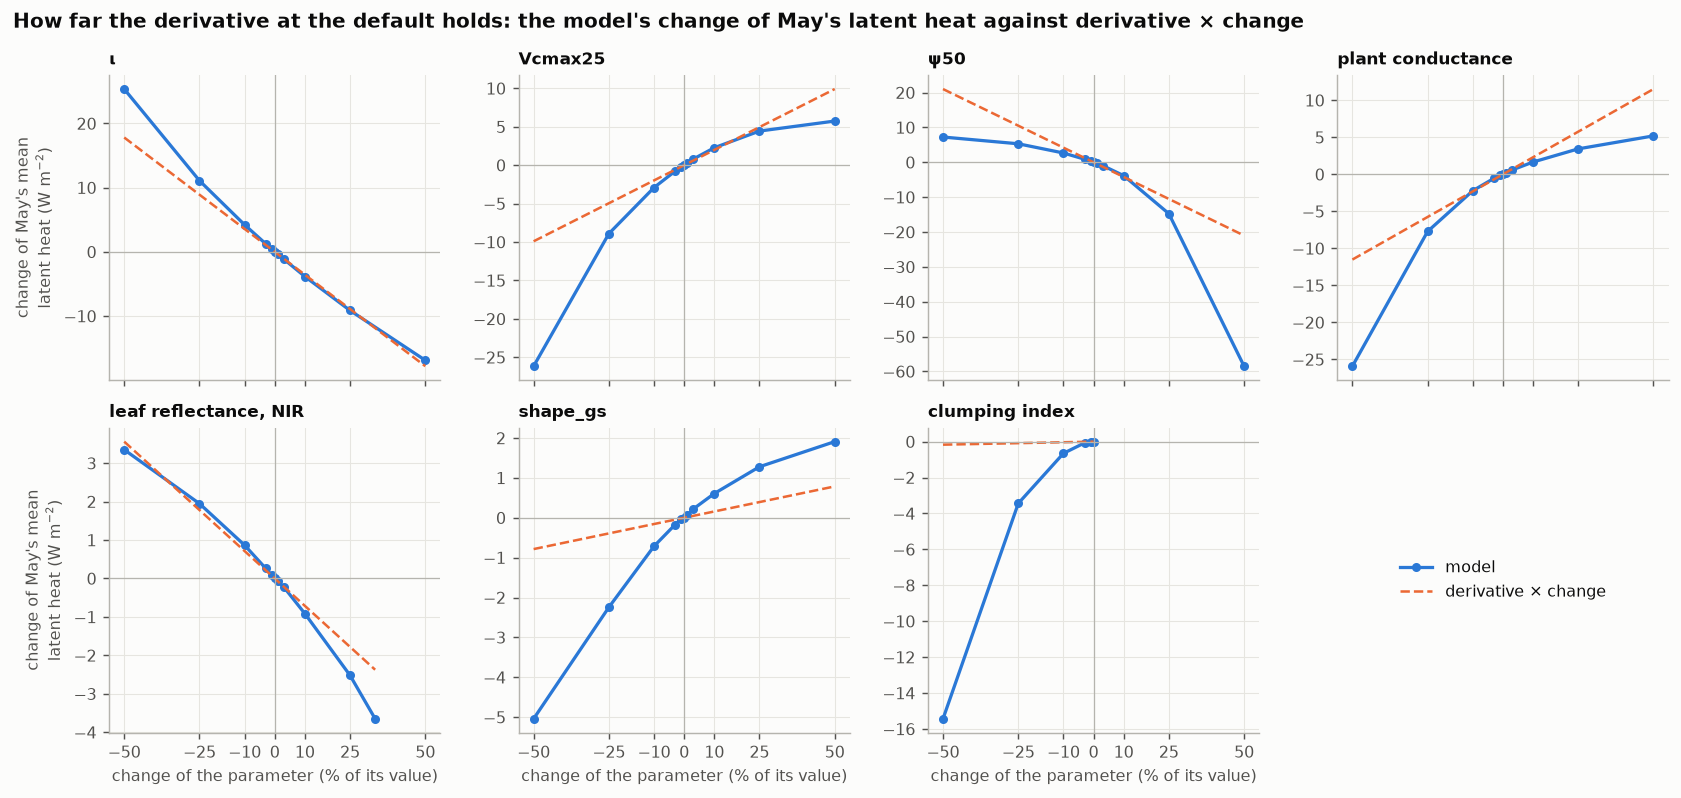 How far the derivative at the default holds: the model's change of May's latent heat against derivative × change
ι
change of May's mean
latent heat (W m−2)
20
10
0
−10
Vcmax25
10
5
0
−5
−10
−15
−20
−25
ψ50
20
10
0
−10
−20
−30
−40
−50
−60
plant conductance
10
5
0
−5
−10
−15
−20
−25
leaf reflectance, NIR
change of May's mean
latent heat (W m−2)
3
2
1
0
−1
−2
−3
−4
−50 −25 −10 0 10 25 50
change of the parameter (% of its value)
shape_gs
2
1
0
−1
−2
−3
−4
−5
−50 −25 −10 0 10 25 50
change of the parameter (% of its value)
clumping index
0
−2
−4
−6
−8
−10
−12
−14
−16
−50 −25 −10 0 10 25 50
change of the parameter (% of its value)
model
derivative × change